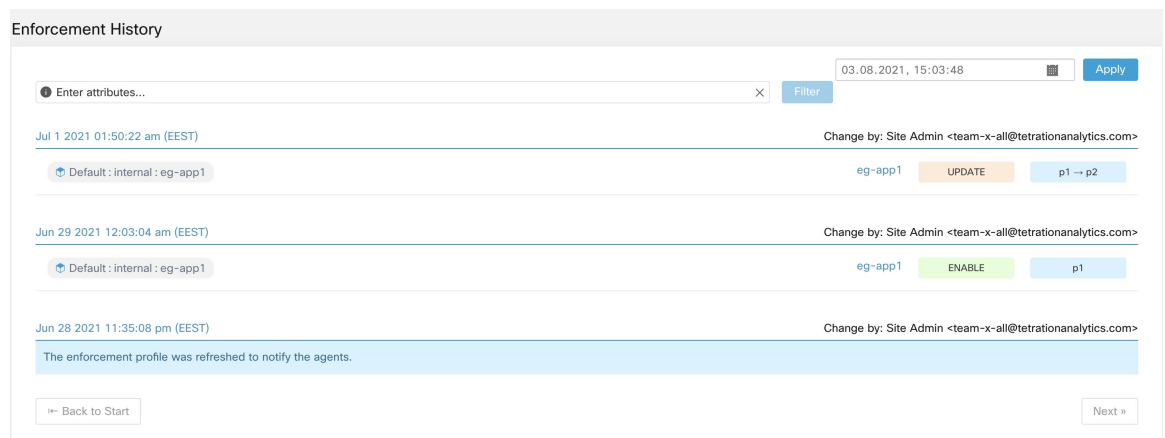 Enforcement History
03.08.2021, 15:03:48
Apply
Enter attributes...
Filter
Jul 1 2021 01:50:22 am (EEST) Change by: Site Admin <team-x-all@tetrationanalytics.com>
Default : internal : eg-app1 eg-app1 UPDATE p1 → p2
Jun 29 2021 12:03:04 am (EEST) Change by: Site Admin <team-x-all@tetrationanalytics.com>
Default : internal : eg-app1 eg-app1 ENABLE p1
Jun 28 2021 11:35:08 pm (EEST) Change by: Site Admin <team-x-all@tetrationanalytics.com>
The enforcement profile was refreshed to notify the agents.
⇤ Back to Start Next »